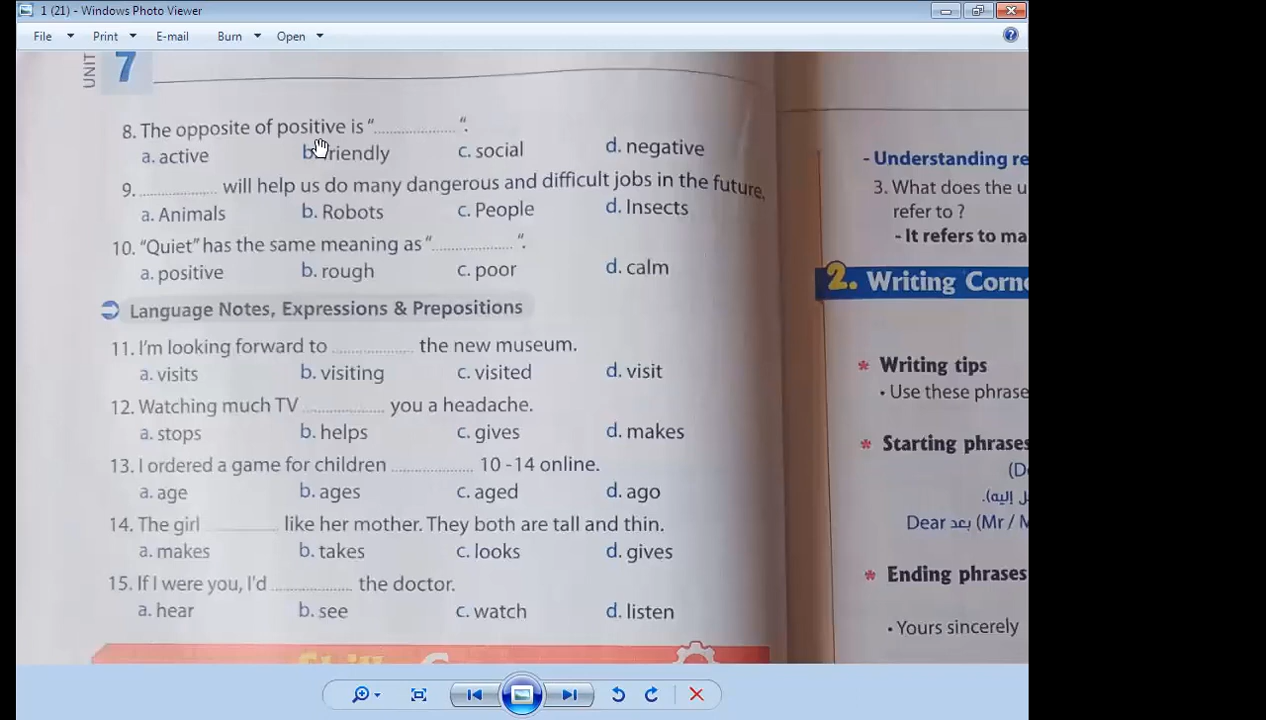 1 (21) - Windows Photo Viewer
File Print E-mail Burn Open
UNIT 7
8. The opposite of positive is ".................... ".
a. active b. friendly c. social d. negative
9. .................... will help us do many dangerous and difficult jobs in the future.
a. Animals b. Robots c. People d. Insects
10. "Quiet" has the same meaning as ".................... ".
a. positive b. rough c. poor d. calm
Language Notes, Expressions & Prepositions
11. I'm looking forward to .................... the new museum.
a. visits b. visiting c. visited d. visit
12. Watching much TV .................... you a headache.
a. stops b. helps c. gives d. makes
13. I ordered a game for children .................... 10 - 14 online.
a. age b. ages c. aged d. ago
14. The girl .................... like her mother. They both are tall and thin.
a. makes b. takes c. looks d. gives
15. If I were you, I'd .................... the doctor.
a. hear b. see c. watch d. listen
- Understanding re
3. What does the u
refer to ?
- It refers to ma
2. Writing Corn
* Writing tips
• Use these phrase
* Starting phrases
(De
ل إليه).
Dear بعد (Mr / M
* Ending phrases
• Yours sincerely